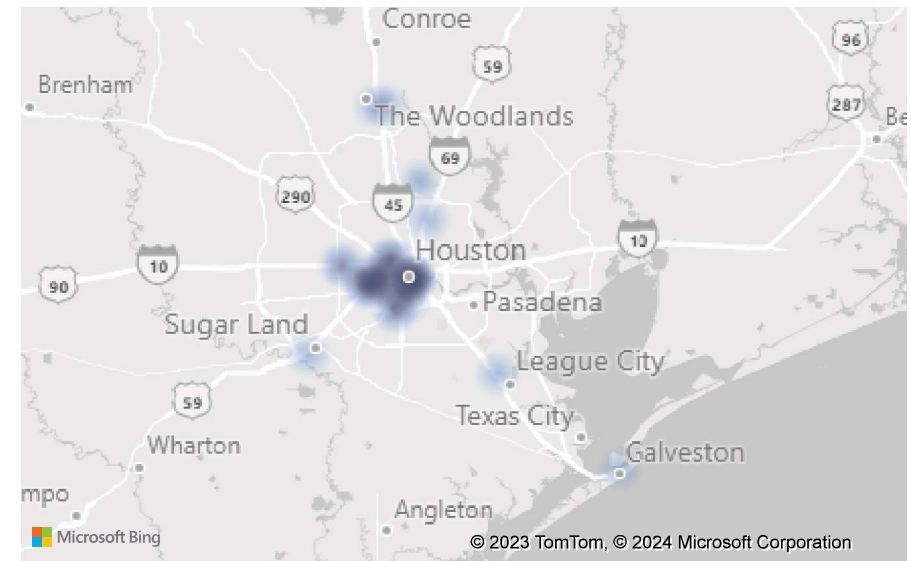 Conroe
59
96
Brenham
287
The Woodlands
Be
69
290
45
Houston
10
10
90
Pasadena
Sugar Land
League City
59
Texas City
Wharton
Galveston
mpo
Angleton
Microsoft Bing
© 2023 TomTom, © 2024 Microsoft Corporation